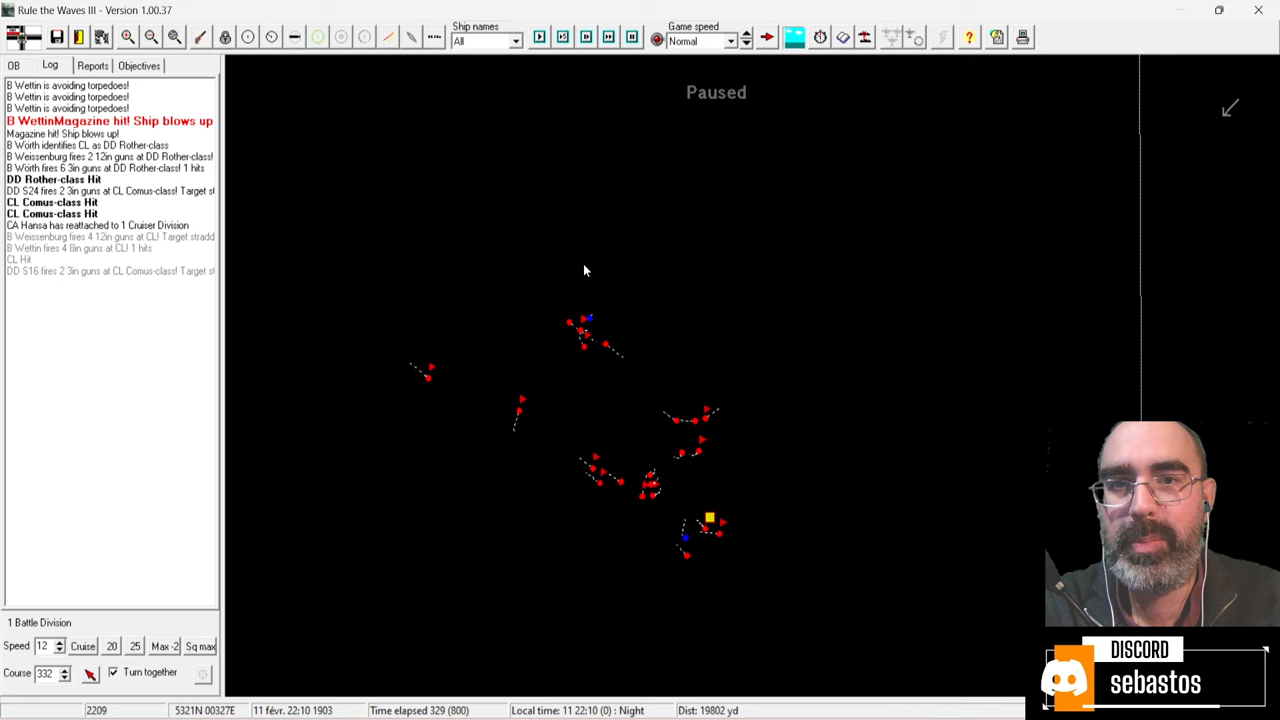 Rule the Waves III - Version 1.00.37
Ship names
All
Game speed
Normal
OB
Log
Reports
Objectives
B Wettin is avoiding torpedoes!
B Wettin is avoiding torpedoes!
B Wettin is avoiding torpedoes!
B WettinMagazine hit! Ship blows up
Magazine hit! Ship blows up!
B Wörth identifies CL as DD Rother-class
B Weissenburg fires 2 12in guns at DD Rother-class!
B Wörth fires 6 3in guns at DD Rother-class! 1 hits
DD Rother-class Hit
DD S24 fires 2 3in guns at CL Comus-class! Target st
CL Comus-class Hit
CL Comus-class Hit
CA Hansa has reattached to 1 Cruiser Division
B Weissenburg fires 4 12in guns at CL! Target stradd
B Wettin fires 4 8in guns at CL! 1 hits
CL Hit
DD S16 fires 2 3in guns at CL Comus-class! Target st
Paused
1 Battle Division
Speed 12 Cruise 20 25 Max -2 Sq max
Course 332 Turn together
2209
5321N 00327E
11 févr. 22:10 1903
Time elapsed 329 (800)
Local time: 11 22:10 (0) : Night
Dist: 19802 yd
DISCORD
sebastos